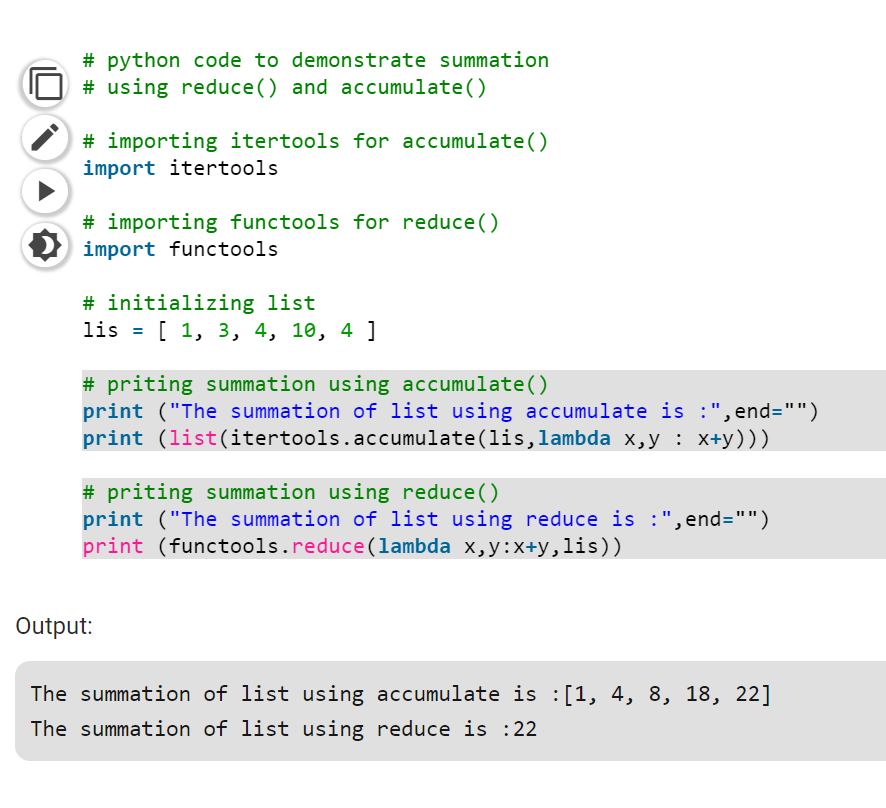 # python code to demonstrate summation
# using reduce() and accumulate()
# importing itertools for accumulate()
import itertools
# importing functools for reduce()
import functools
# initializing list
lis = [ 1, 3, 4, 10, 4 ]
# priting summation using accumulate()
print ("The summation of list using accumulate is :",end="")
print (list(itertools.accumulate(lis,lambda x,y : x+y)))
# priting summation using reduce()
print ("The summation of list using reduce is :",end="")
print (functools.reduce(lambda x,y:x+y,lis))
Output:
The summation of list using accumulate is :[1, 4, 8, 18, 22]
The summation of list using reduce is :22